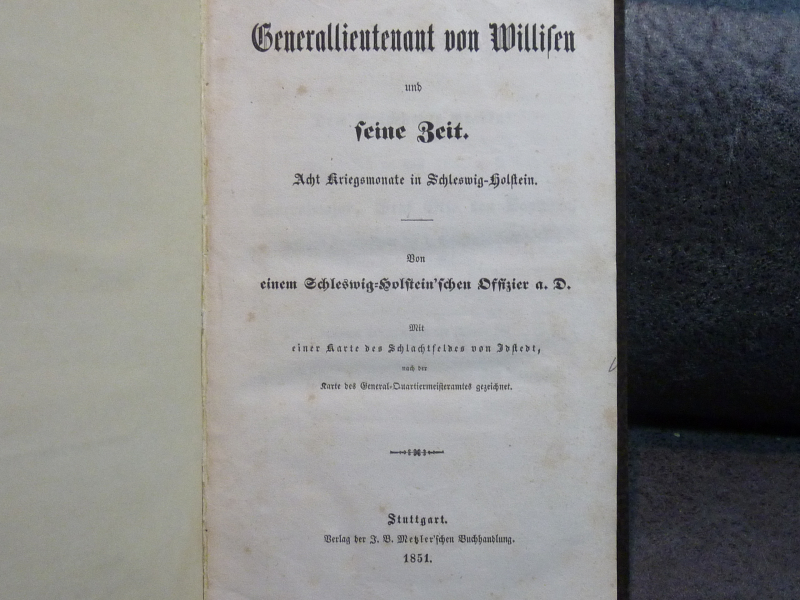 Generallieutenant von Williſen
und
ſeine Zeit.
Acht Kriegsmonate in Schleswig-Holſtein.
Von
einem Schleswig-Holſtein'ſchen Offizier a. D.
Mit
einer Karte des Schlachtfeldes von Idſtedt,
nach der
Karte des General-Quartiermeiſteramtes gezeichnet.
Stuttgart.
Verlag der J. B. Metzler'ſchen Buchhandlung.
1851.